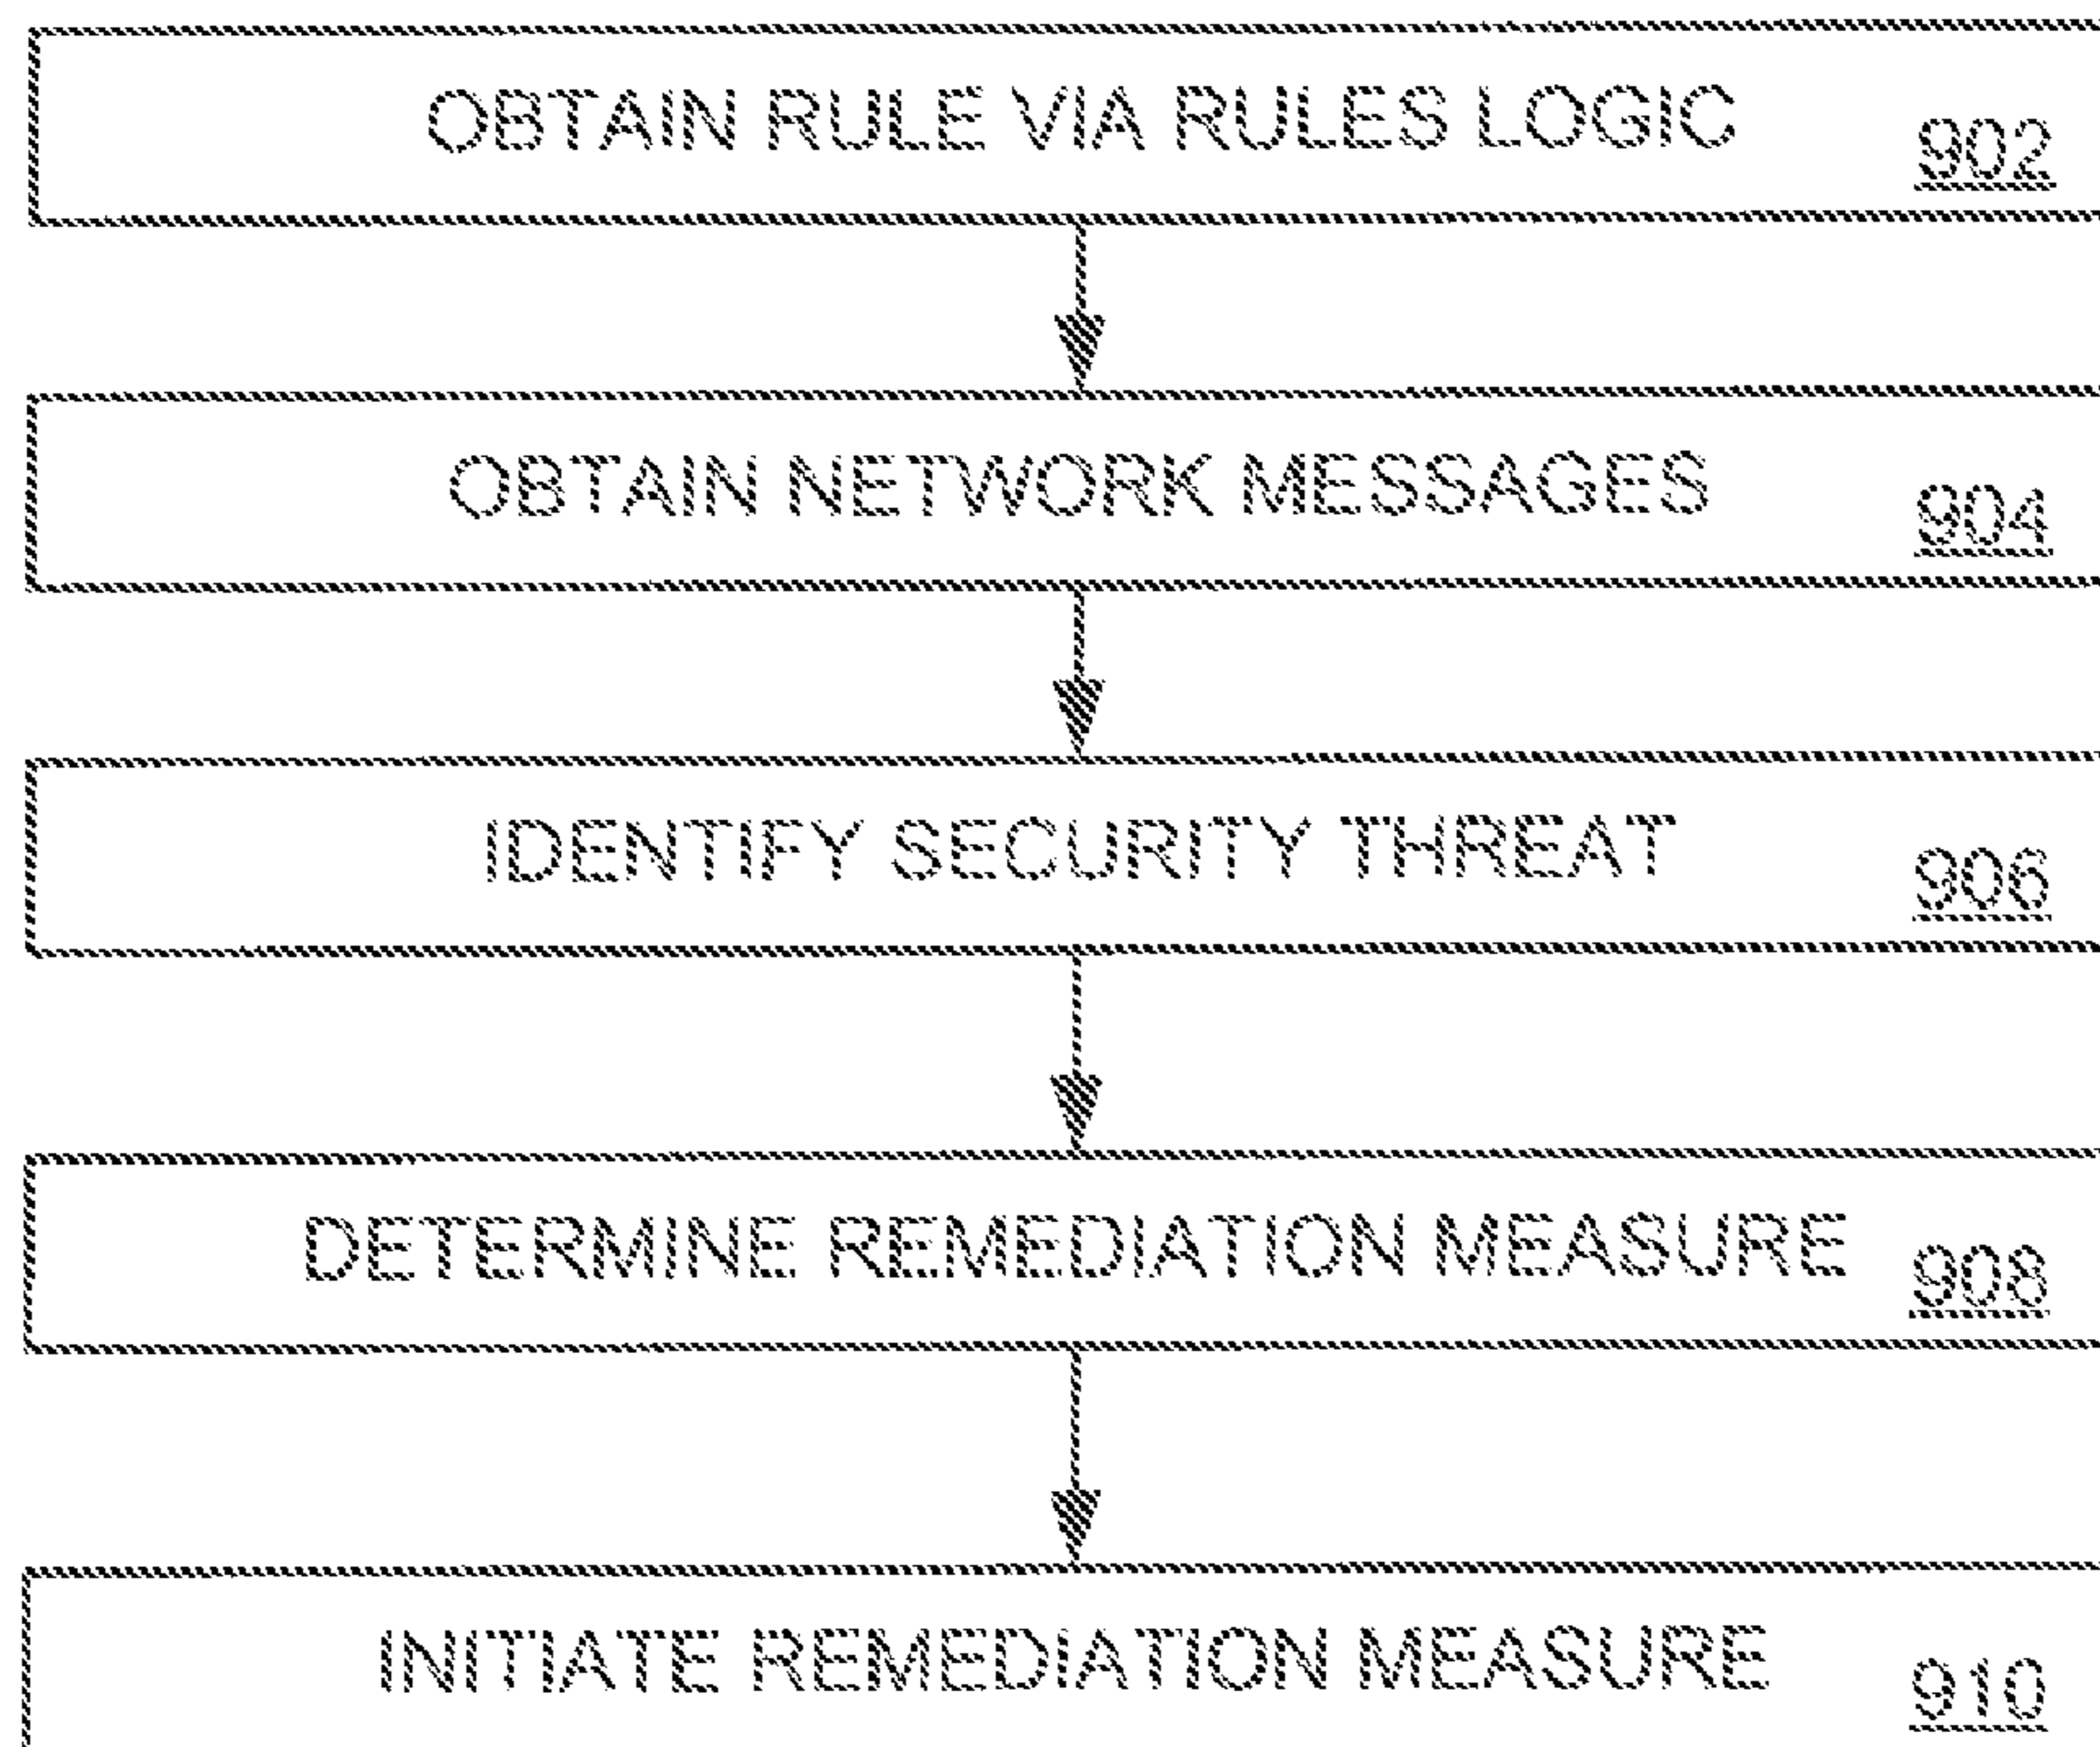 OBTAIN RULE VIA RULES LOGIC 902
OBTAIN NETWORK MESSAGES 904
IDENTIFY SECURITY THREAT 906
DETERMINE REMEDIATION MEASURE 908
INITIATE REMEDIATION MEASURE 910